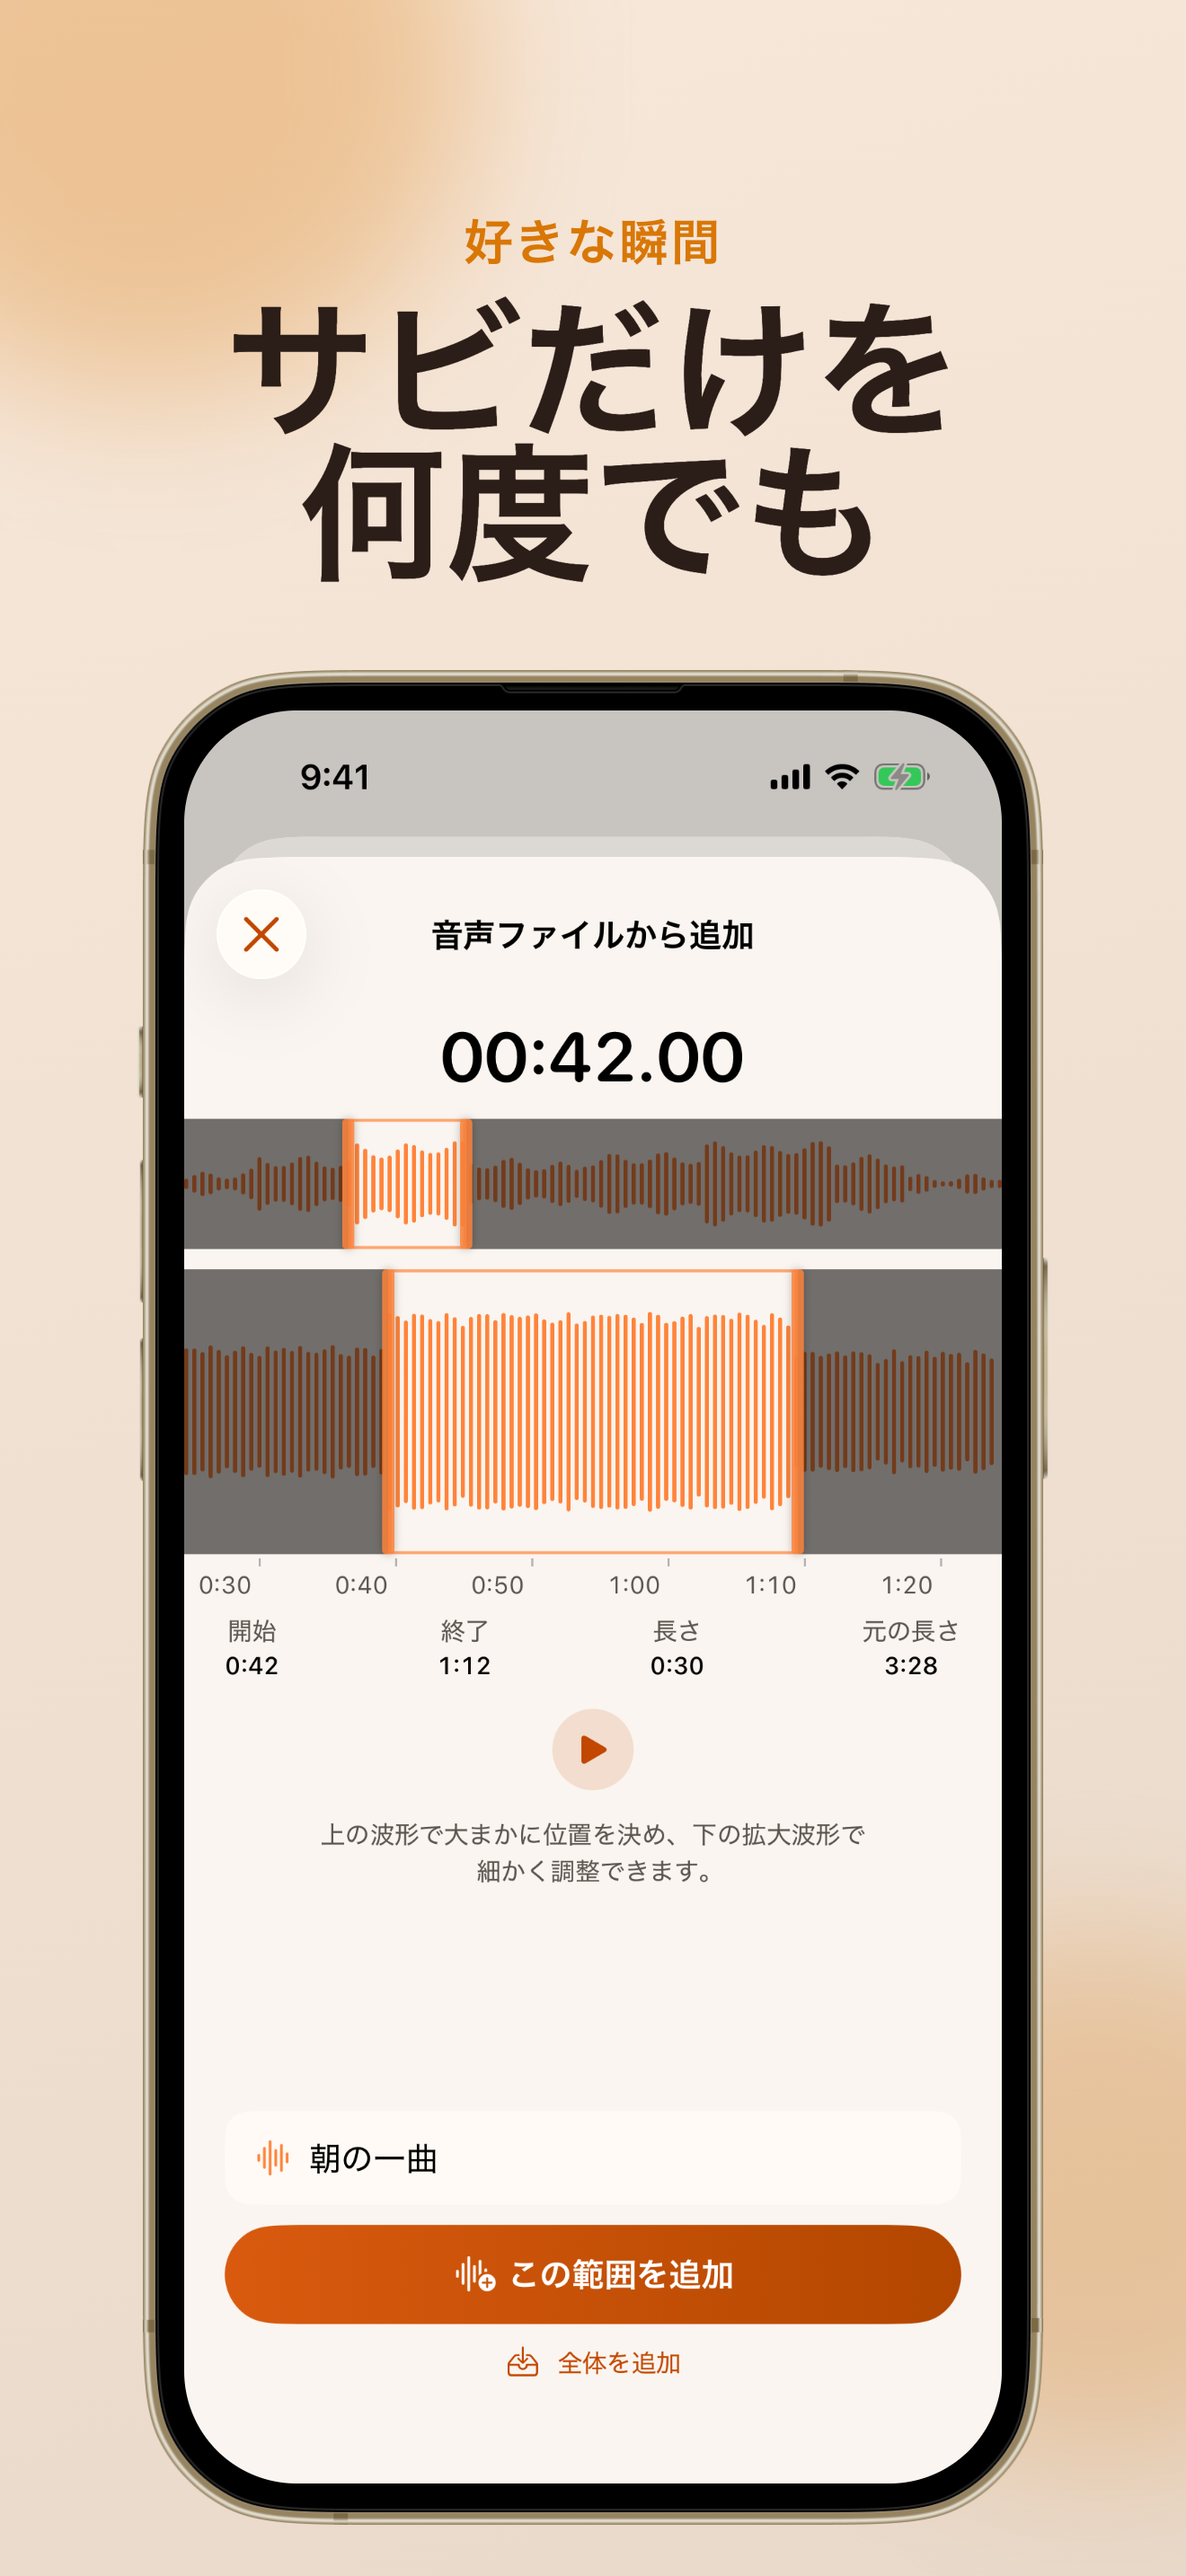 好きな瞬間
サビだけを
何度でも
9:41
音声ファイルから追加
00:42.00
0:30 0:40 0:50 1:00 1:10 1:20
開始 終了 長さ 元の長さ
0:42 1:12 0:30 3:28
上の波形で大まかに位置を決め、下の拡大波形で
細かく調整できます。
朝の一曲
この範囲を追加
全体を追加